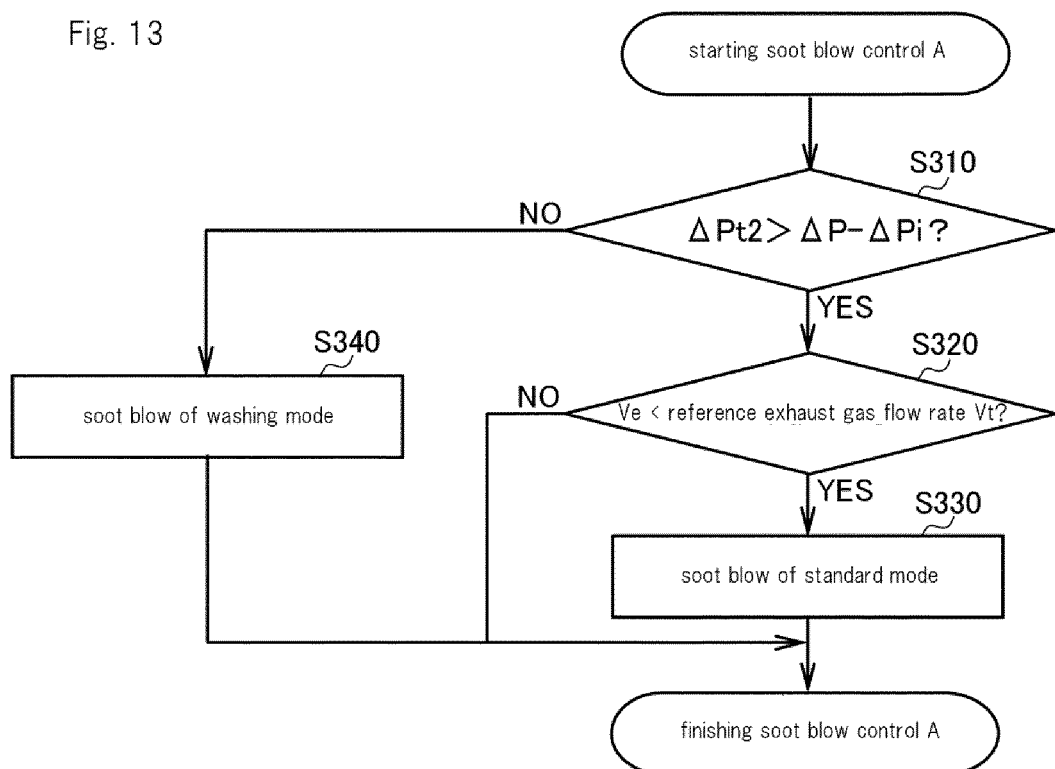 Fig. 13
starting soot blow control A
S310
ΔPt2> ΔP-ΔPi?
NO
YES
S340
soot blow of washing mode
S320
NO
Ve < reference exhaust gas flow rate Vt?
YES
S330
soot blow of standard mode
finishing soot blow control A